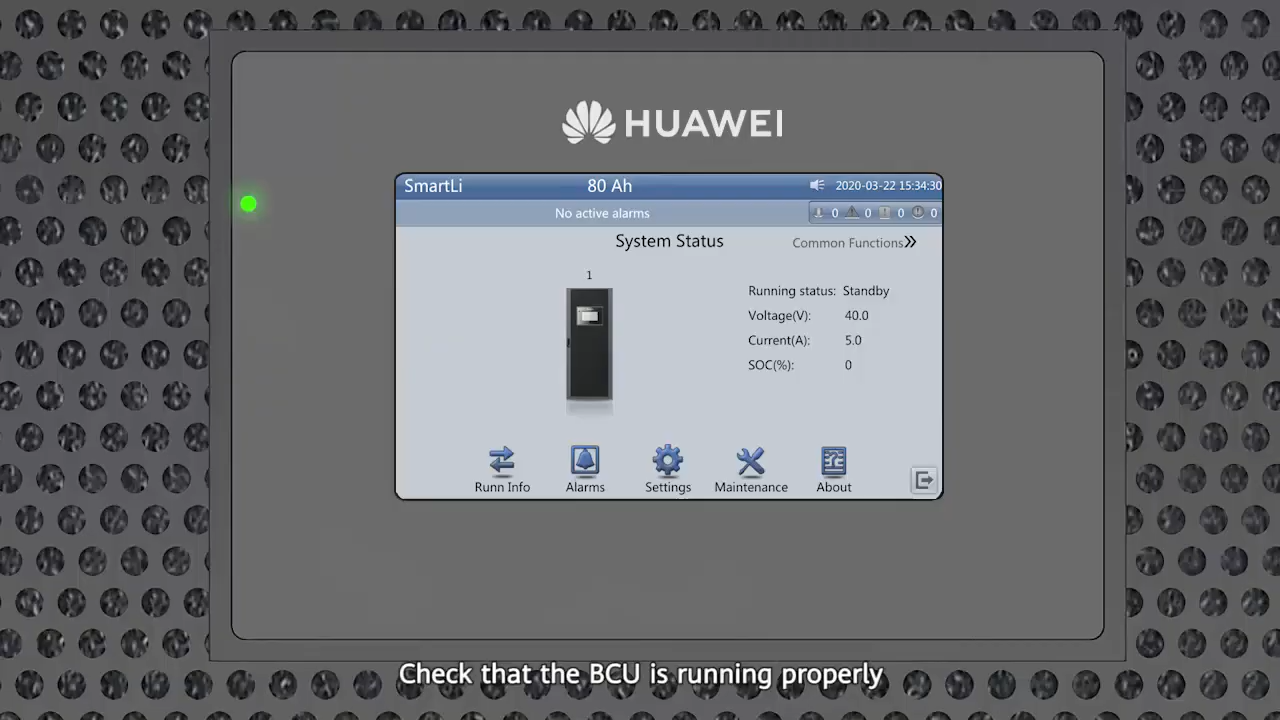 HUAWEI
SmartLi 80 Ah 2020-03-22 15:34:30
No active alarms 0 0 0 0
System Status Common Functions»
1
Running status: Standby
Voltage(V): 40.0
Current(A): 5.0
SOC(%): 0
Runn Info Alarms Settings Maintenance About
Check that the BCU is running properly